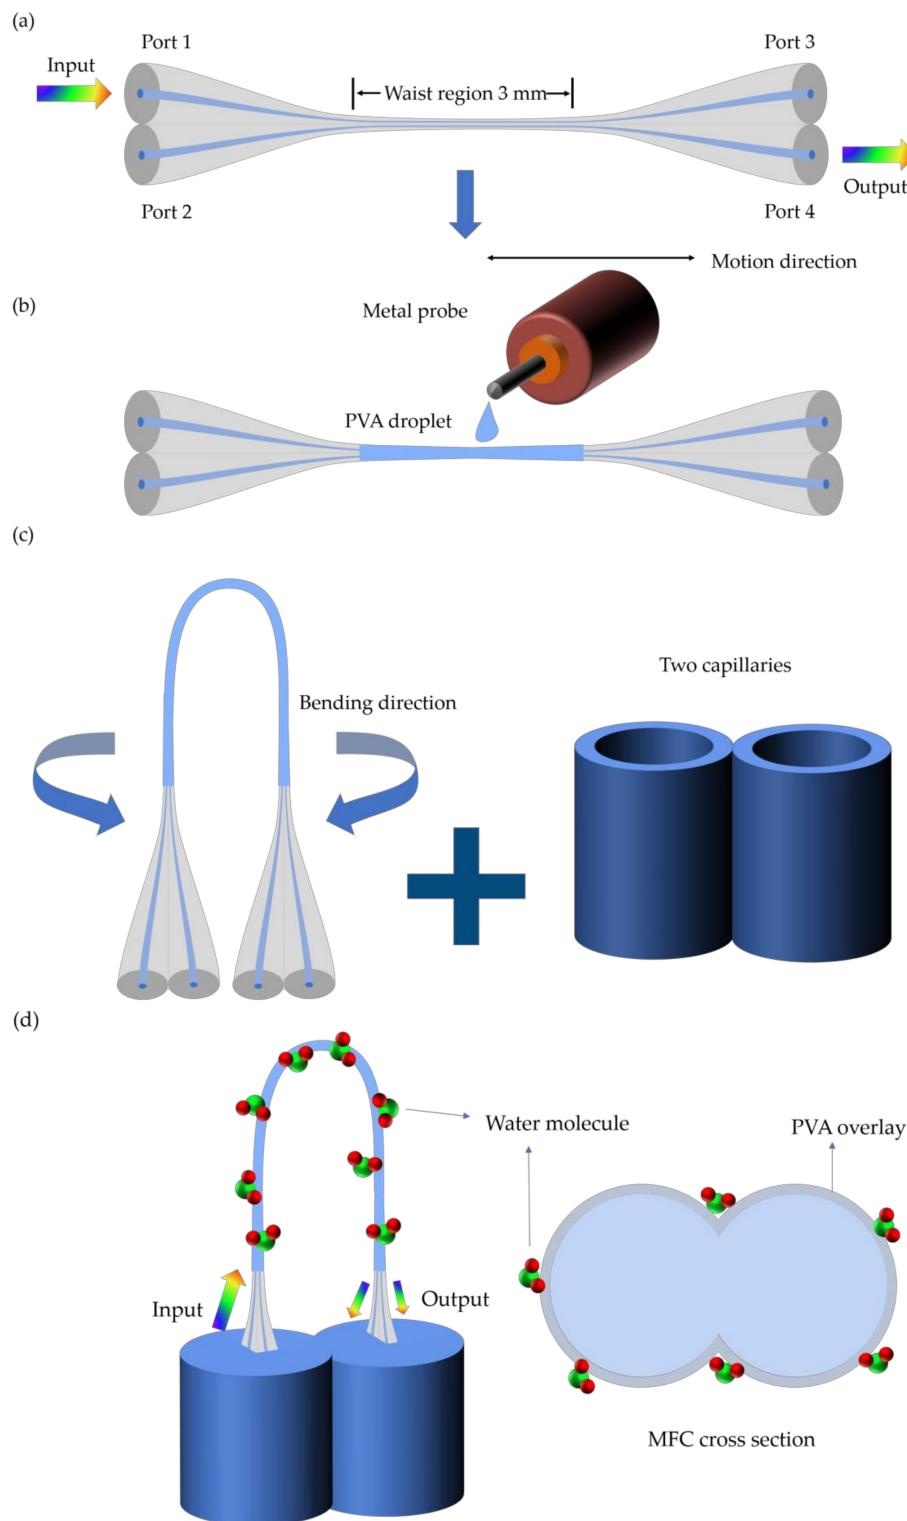 (a)
Port 1
Port 3
Input
Waist region 3 mm
Output
Port 2
Port 4
Motion direction
(b)
Metal probe
PVA droplet
(c)
Two capillaries
Bending direction
(d)
Water molecule
PVA overlay
Input
Output
MFC cross section